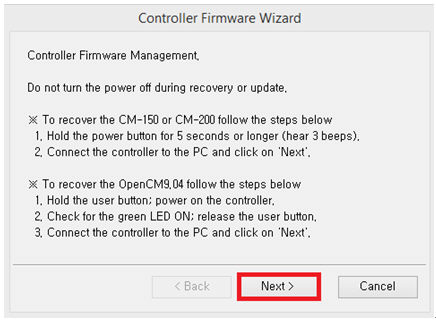 Controller Firmware Wizard
Controller Firmware Management.
Do not turn the power off during recovery or update.
※ To recover the CM-150 or CM-200 follow the steps below
1. Hold the power button for 5 seconds or longer (hear 3 beeps).
2. Connect the controller to the PC and click on 'Next'.
※ To recover the OpenCM9.04 follow the steps below
1. Hold the user button; power on the controller.
2. Check for the green LED ON; release the user button.
3. Connect the controller to the PC and click on 'Next'.
< Back Next > Cancel